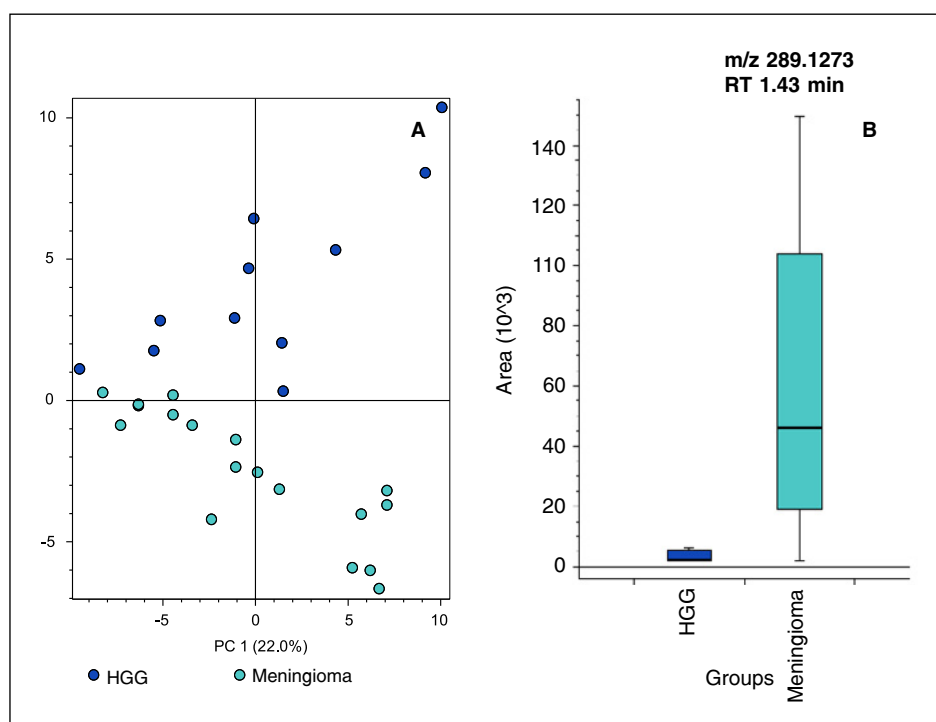 A
10
5
0
-5
-5
0
5
10
PC 1 (22.0%)
HGG
Meningioma
m/z 289.1273
RT 1.43 min
B
Area (10^3)
140
120
110
80
60
40
20
0
HGG
Meningioma
Groups